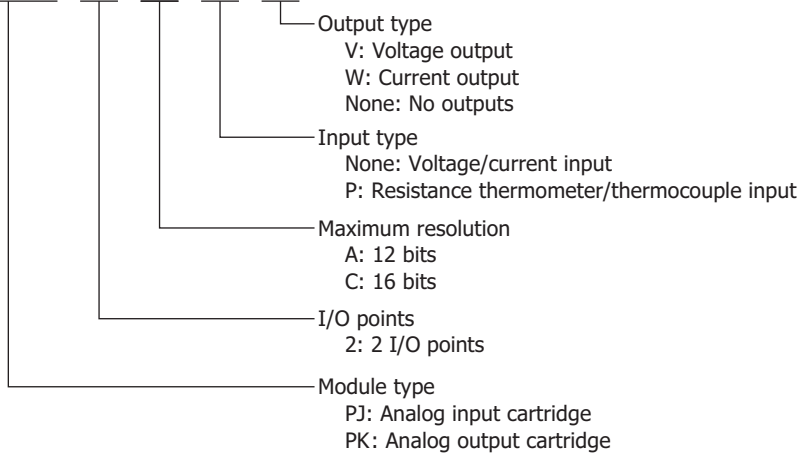 Output type
V: Voltage output
W: Current output
None: No outputs
Input type
None: Voltage/current input
P: Resistance thermometer/thermocouple input
Maximum resolution
A: 12 bits
C: 16 bits
I/O points
2: 2 I/O points
Module type
PJ: Analog input cartridge
PK: Analog output cartridge